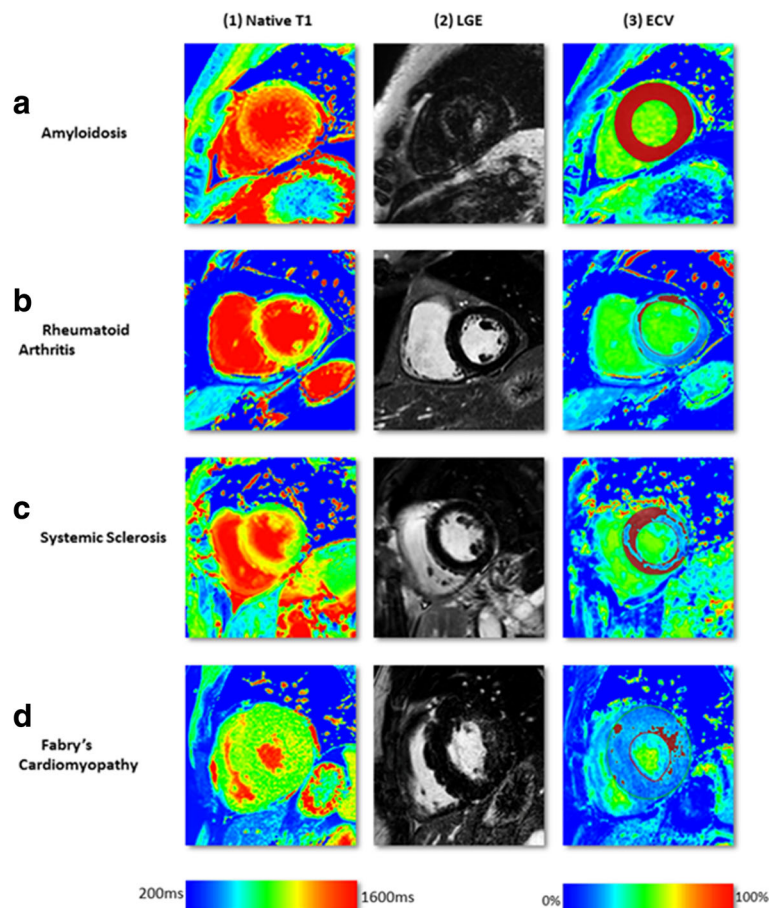 (1) Native T1 (2) LGE (3) ECV
a
Amyloidosis
b
Rheumatoid
Arthritis
c
Systemic Sclerosis
d
Fabry's
Cardiomyopathy
200ms 1600ms 0% 100%